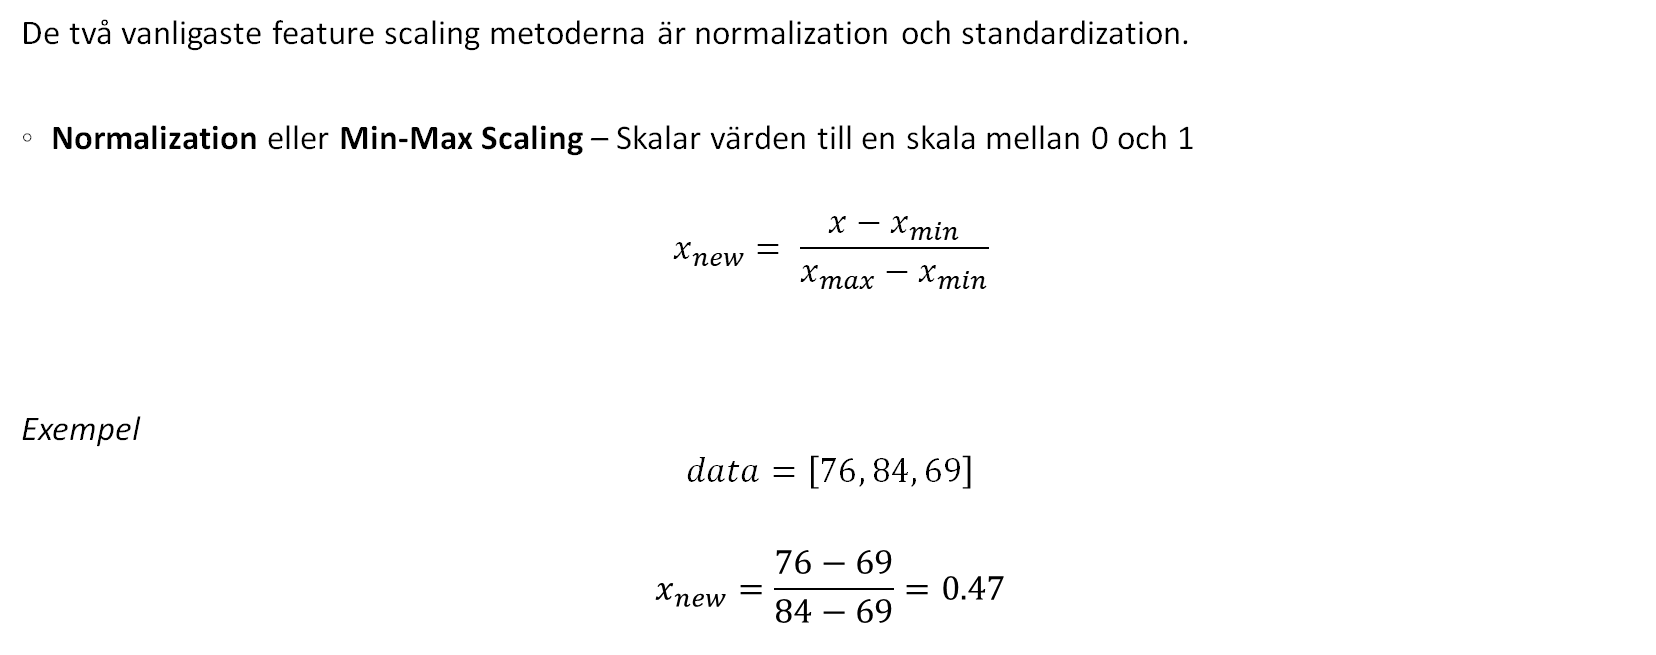 De två vanligaste feature scaling metoderna är normalization och standardization.
◦ Normalization eller Min-Max Scaling – Skalar värden till en skala mellan 0 och 1
x_new = (x − x_min) / (x_max − x_min)
Exempel
data = [76, 84, 69]
x_new = (76 − 69) / (84 − 69) = 0.47